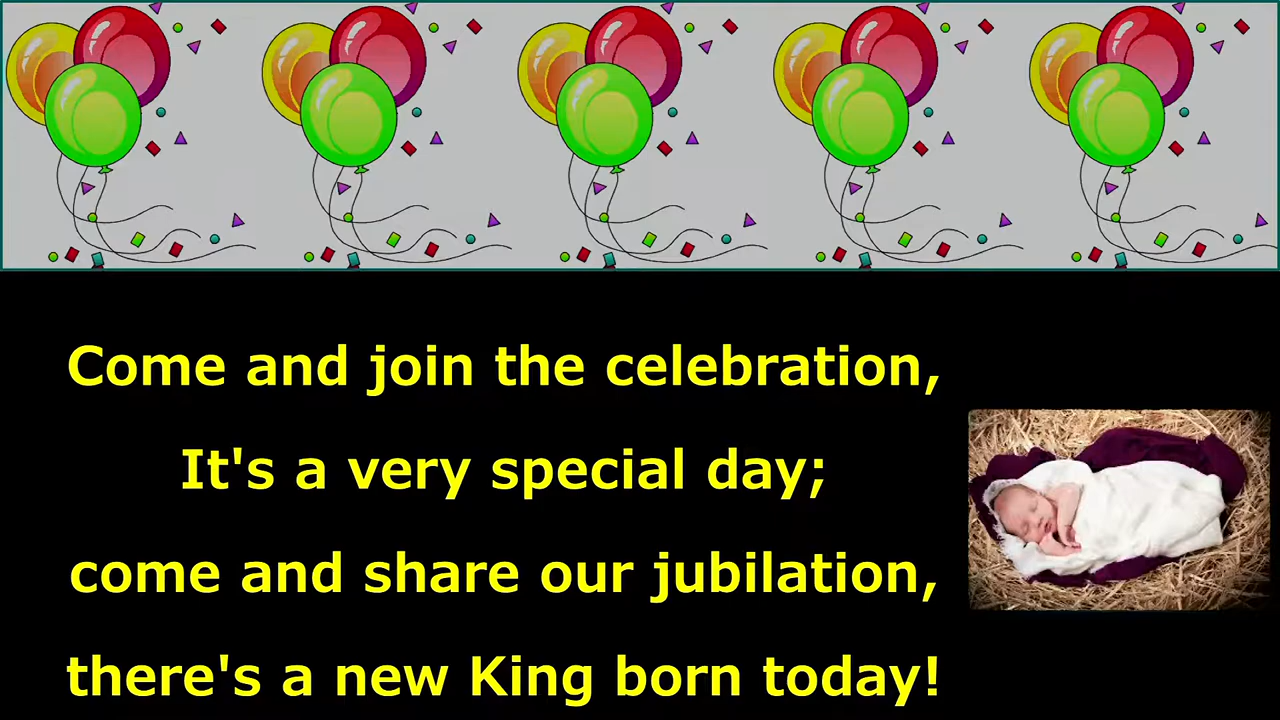 Come and join the celebration,
It's a very special day;
come and share our jubilation,
there's a new King born today!